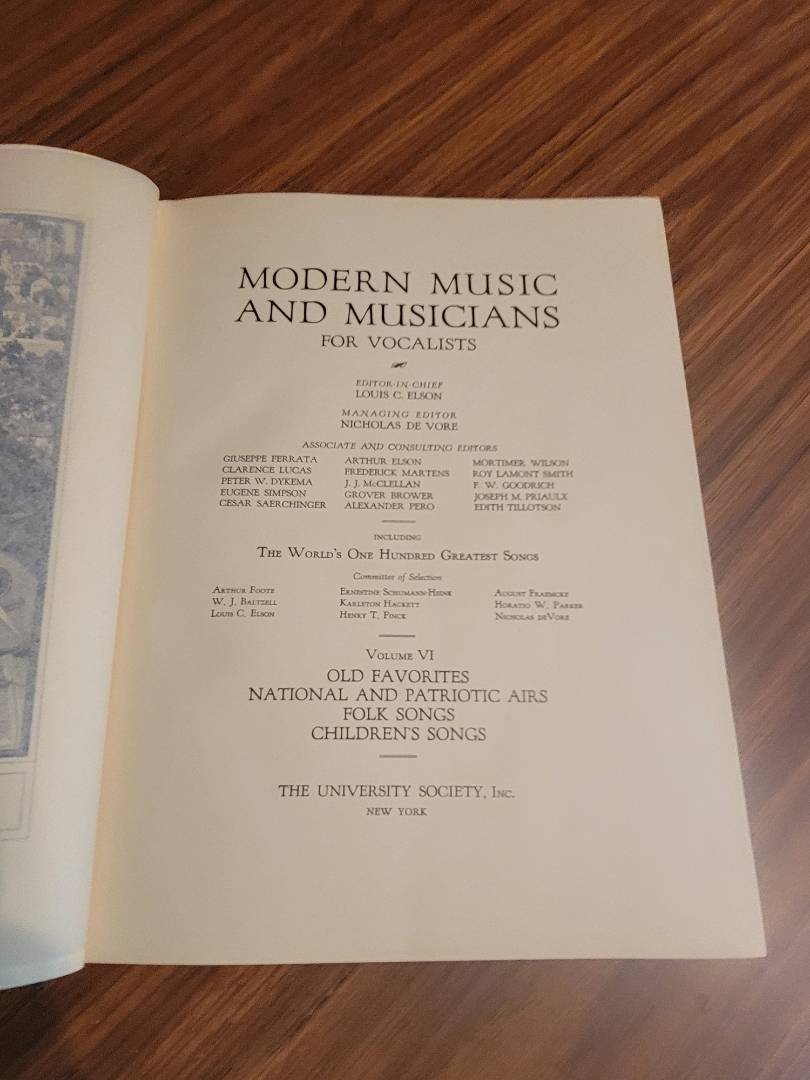 MODERN MUSIC
AND MUSICIANS
FOR VOCALISTS
EDITOR-IN-CHIEF
LOUIS C. ELSON
MANAGING EDITOR
NICHOLAS DE VORE
ASSOCIATE AND CONSULTING EDITORS
GIUSEPPE FERRATA ARTHUR ELSON MORTIMER WILSON
CLARENCE LUCAS FREDERICK MARTENS ROY LAMONT SMITH
PETER W. DYKEMA J. J. McCLELLAN F. W. GOODRICH
EUGENE SIMPSON GROVER BROWER JOSEPH M. PRIAULX
CESAR SAERCHINGER ALEXANDER PERO EDITH TILLOTSON
INCLUDING
THE WORLD'S ONE HUNDRED GREATEST SONGS
Committee of Selection
ARTHUR FOOTE ERNESTINE SCHUMANN-HEINK AUGUST FRAEMCKE
W. J. BALTZELL KARLETON HACKETT HORATIO W. PARKER
LOUIS C. ELSON HENRY T. FINCK NICHOLAS DEVORE
VOLUME VI
OLD FAVORITES
NATIONAL AND PATRIOTIC AIRS
FOLK SONGS
CHILDREN'S SONGS
THE UNIVERSITY SOCIETY, INC.
NEW YORK